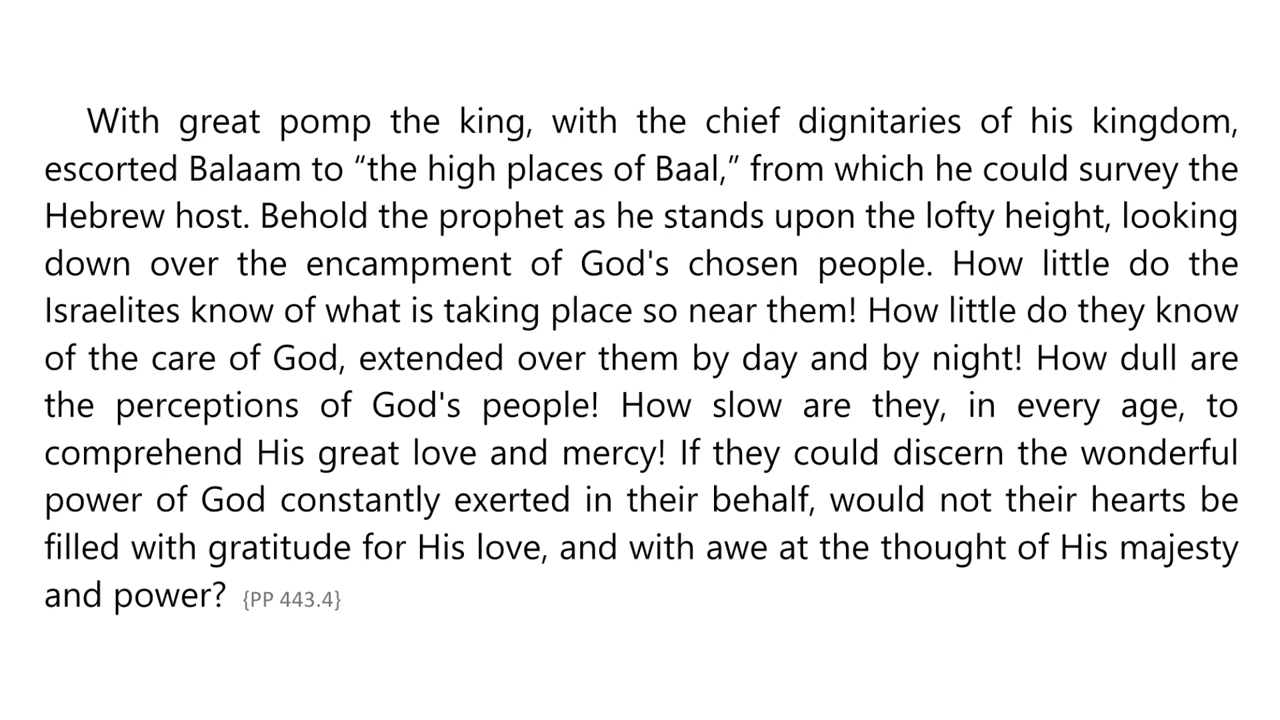 With great pomp the king, with the chief dignitaries of his kingdom,
escorted Balaam to “the high places of Baal,” from which he could survey the
Hebrew host. Behold the prophet as he stands upon the lofty height, looking
down over the encampment of God's chosen people. How little do the
Israelites know of what is taking place so near them! How little do they know
of the care of God, extended over them by day and by night! How dull are
the perceptions of God's people! How slow are they, in every age, to
comprehend His great love and mercy! If they could discern the wonderful
power of God constantly exerted in their behalf, would not their hearts be
filled with gratitude for His love, and with awe at the thought of His majesty
and power? {PP 443.4}